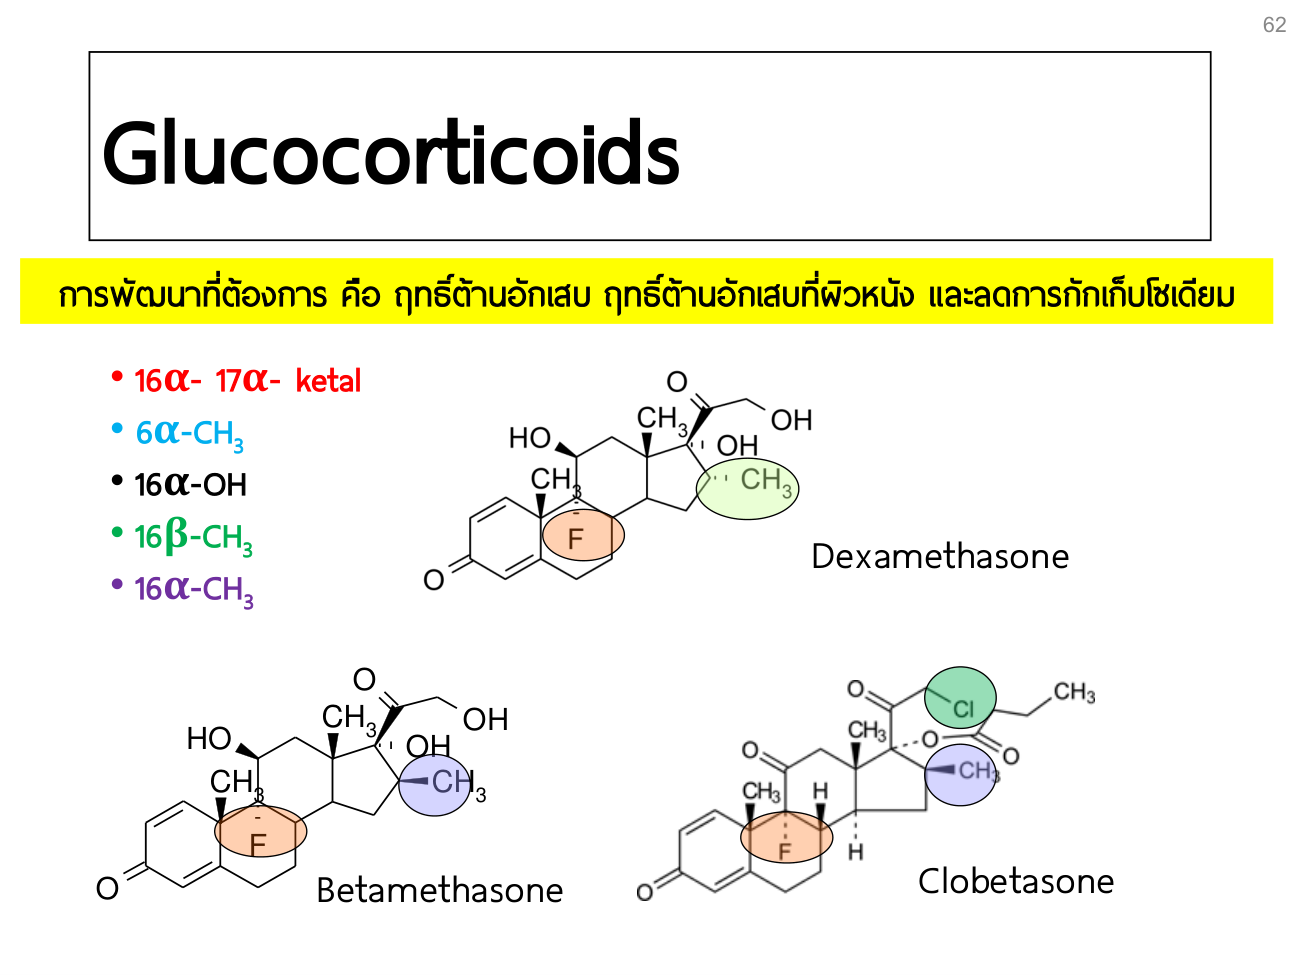 62
Glucocorticoids
การพัฒนาที่ต้องการ คือ ฤทธิ์ต้านอักเสบ ฤทธิ์ต้านอักเสบที่ผิวหนัง และลดการกักเก็บโซเดียม
• 16α- 17α- ketal
• 6α-CH3
• 16α-OH
• 16β-CH3
• 16α-CH3
O
CH3
OH
HO
OH
CH3
CH3
F
O
Dexamethasone
O
CH3
OH
HO
OH
CH3
CH3
F
O
Betamethasone
O
Cl
CH3
CH3
O
O
O
CH3
CH3
H
F
H
O
Clobetasone